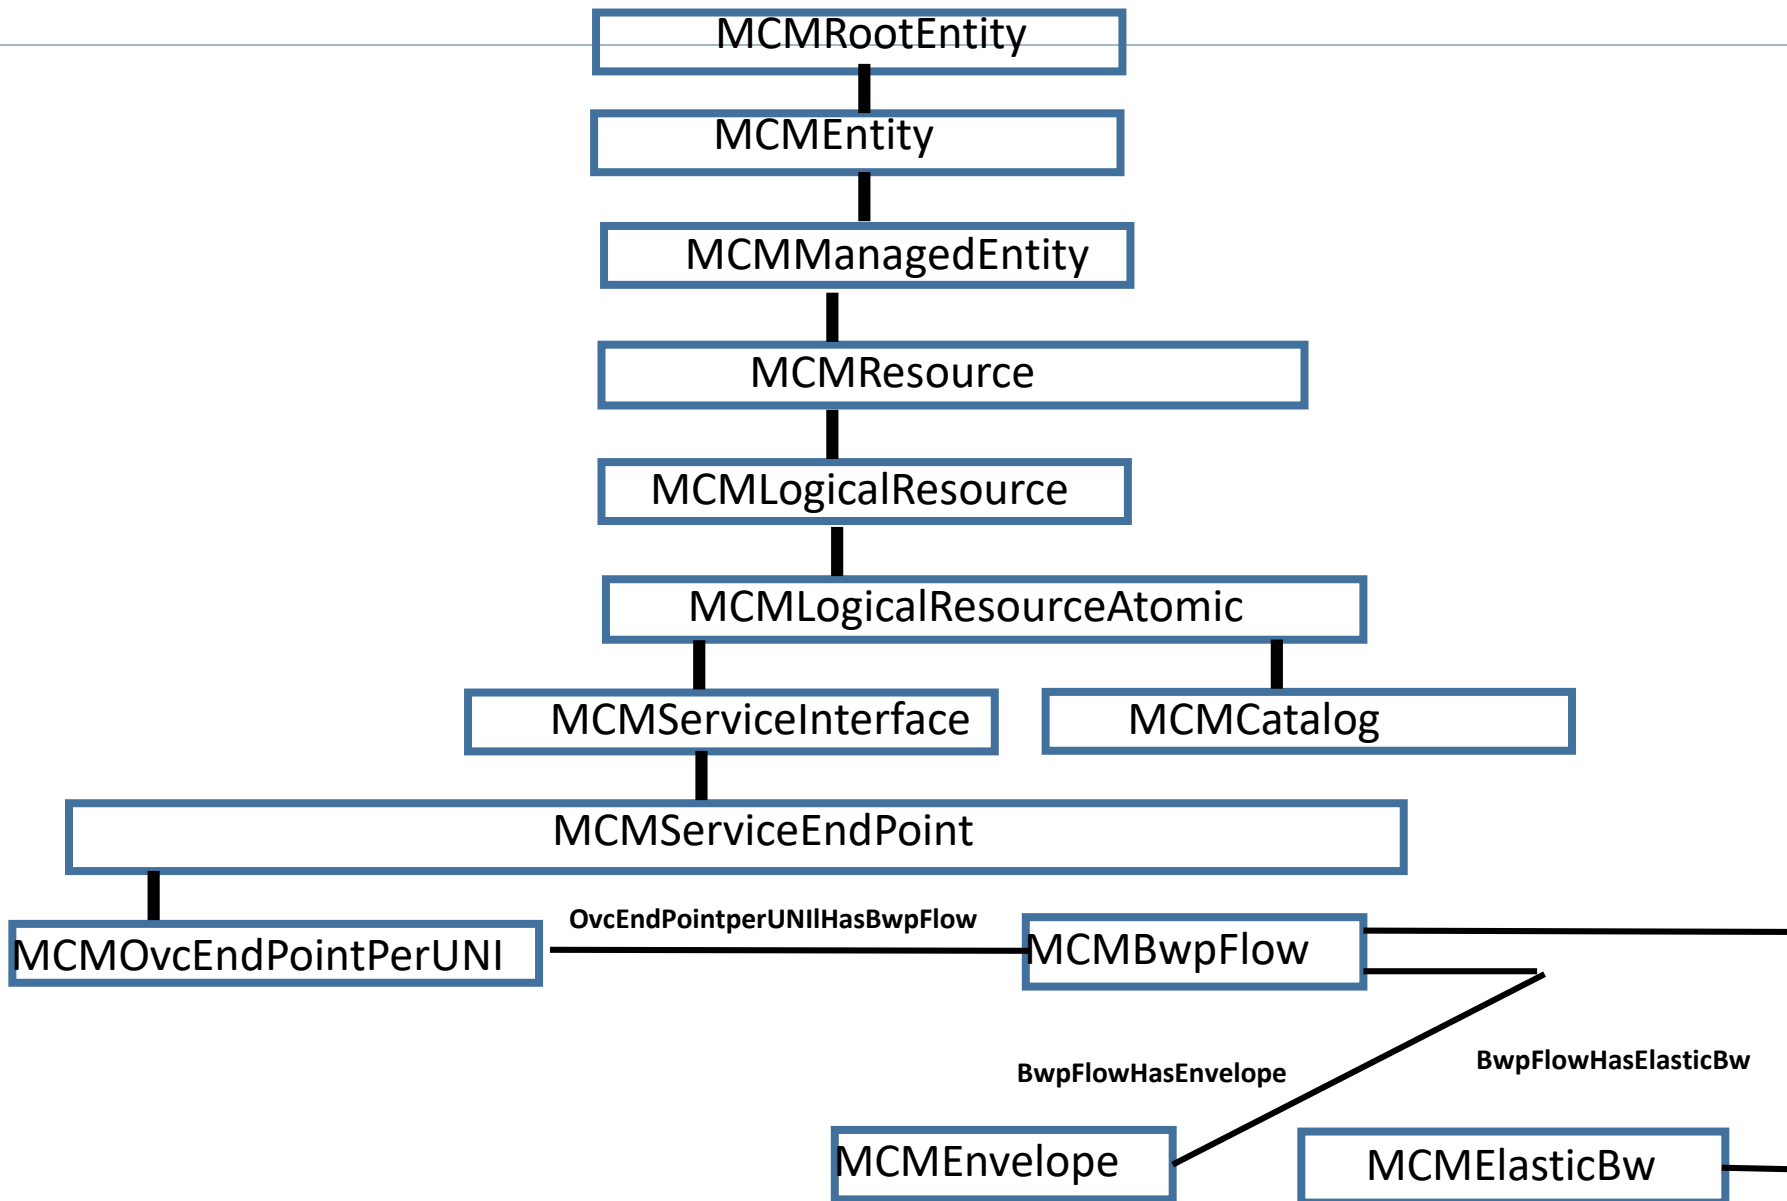 MCMRootEntity
MCMEntity
MCMManagedEntity
MCMResource
MCMLogicalResource
MCMLogicalResourceAtomic
MCMServiceInterface
MCMCatalog
MCMServiceEndPoint
OvcEndPointperUNIlHasBwpFlow
MCMOvcEndPointPerUNI
MCMBwpFlow
BwpFlowHasEnvelope
BwpFlowHasElasticBw
MCMEnvelope
MCMElasticBw